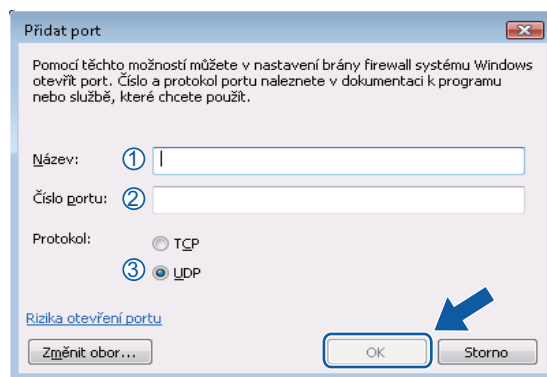 Přidat port
Pomocí těchto možností můžete v nastavení brány firewall systému Windows
otevřít port. Číslo a protokol portu naleznete v dokumentaci k programu
nebo službě, které chcete použít.
Název: 1
Číslo portu: 2
Protokol: TCP
3 UDP
Rizika otevření portu
Změnit obor... OK Storno